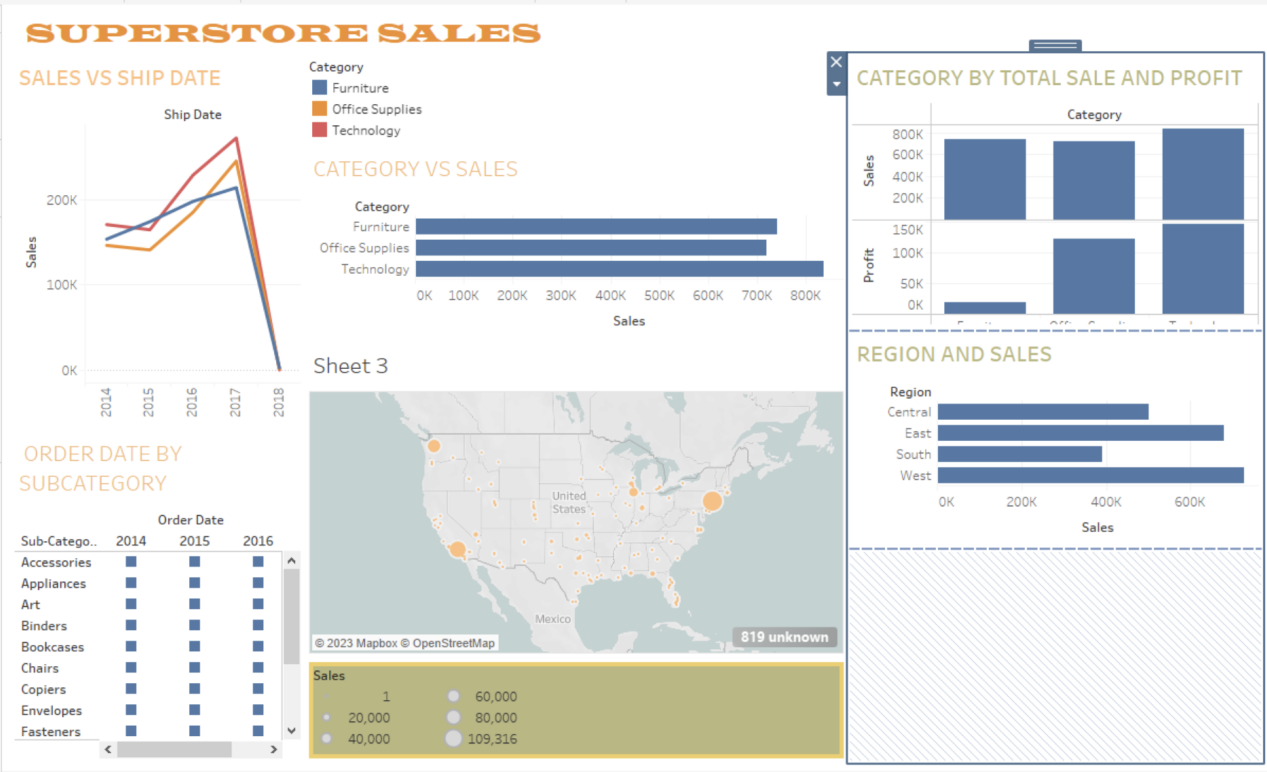 SUPERSTORE SALES
SALES VS SHIP DATE
Ship Date
Sales
200K
100K
0K
2014
2015
2016
2017
2018
ORDER DATE BY
SUBCATEGORY
Order Date
Sub-Catego.. 2014 2015 2016
Accessories
Appliances
Art
Binders
Bookcases
Chairs
Copiers
Envelopes
Fasteners
Category
Furniture
Office Supplies
Technology
CATEGORY VS SALES
Category
Furniture
Office Supplies
Technology
0K 100K 200K 300K 400K 500K 600K 700K 800K
Sales
Sheet 3
United
States
Mexico
© 2023 Mapbox © OpenStreetMap
819 unknown
Sales
1 60,000
20,000 80,000
40,000 109,316
CATEGORY BY TOTAL SALE AND PROFIT
Category
Sales
800K
600K
400K
200K
Profit
150K
100K
50K
0K
REGION AND SALES
Region
Central
East
South
West
0K 200K 400K 600K
Sales